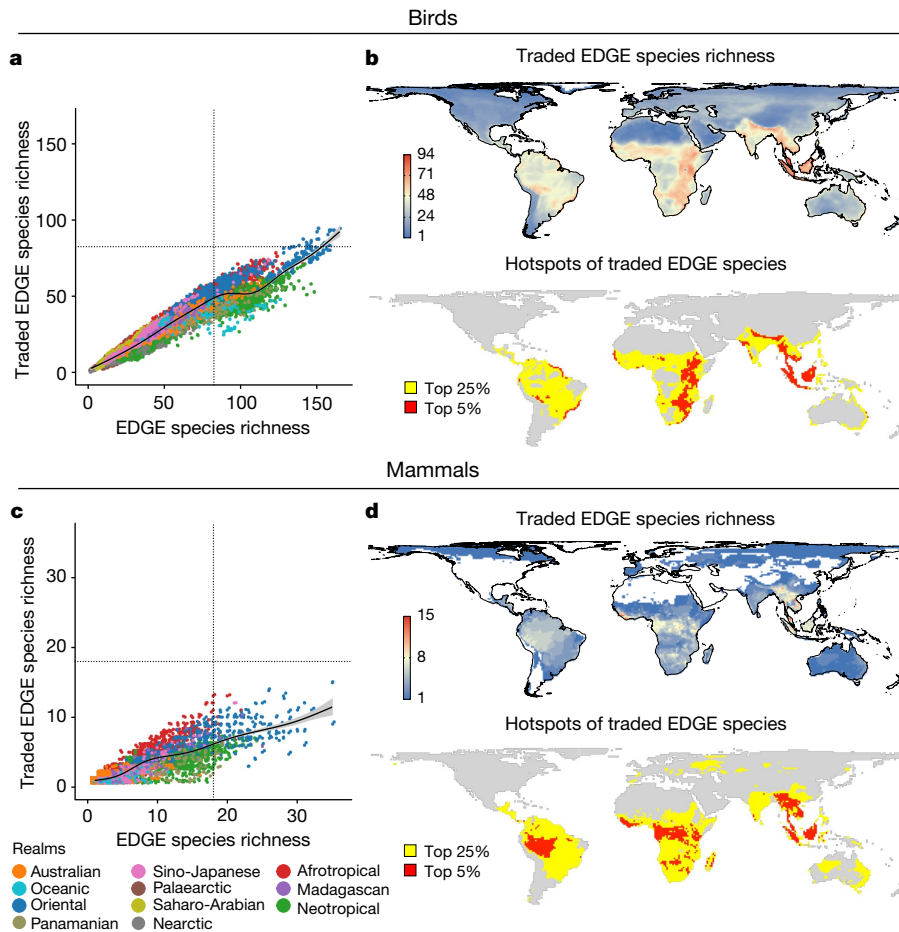 Birds
a
b
Traded EDGE species richness
150
100
50
0
Traded EDGE species richness
0 50 100 150
EDGE species richness
94
71
48
24
1
Hotspots of traded EDGE species
Top 25%
Top 5%
Mammals
c
d
Traded EDGE species richness
30
20
10
0
Traded EDGE species richness
0 10 20 30
EDGE species richness
15
8
1
Hotspots of traded EDGE species
Top 25%
Top 5%
Realms
Australian Sino-Japanese Afrotropical
Oceanic Palaearctic Madagascan
Oriental Saharo-Arabian Neotropical
Panamanian Nearctic